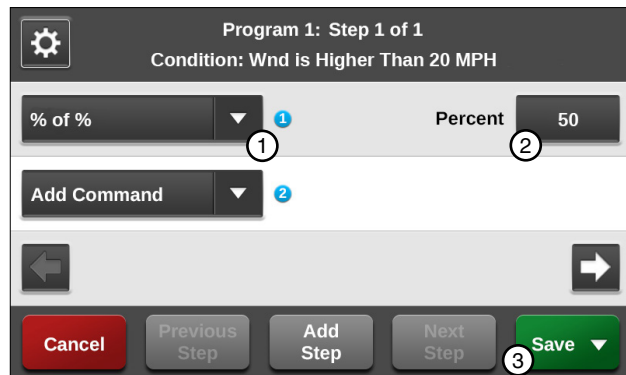 Program 1: Step 1 of 1
Condition: Wnd is Higher Than 20 MPH
% of % 1 Percent 50
1 2
Add Command 2
Cancel Previous Step Add Step Next Step Save
3